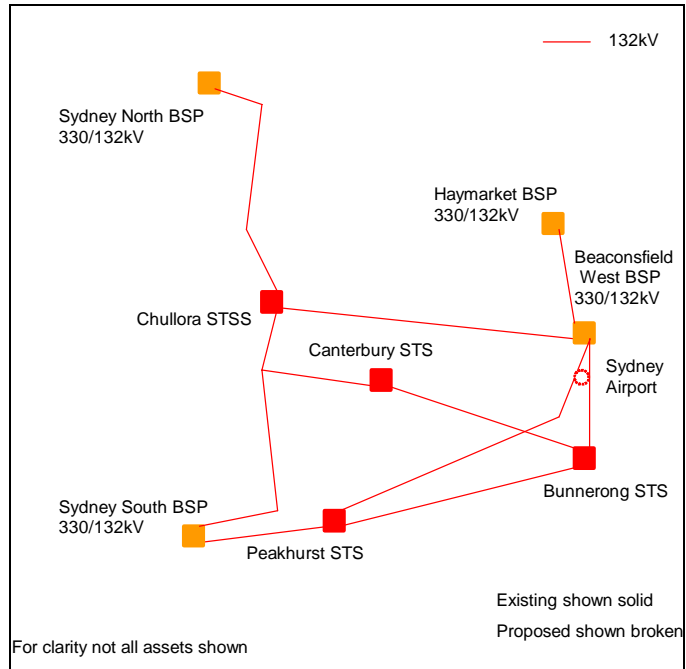 132kV
Sydney North BSP
330/132kV
Haymarket BSP
330/132kV
Beaconsfield
West BSP
330/132kV
Chullora STSS
Canterbury STS
Sydney
Airport
Bunnerong STS
Sydney South BSP
330/132kV
Peakhurst STS
Existing shown solid
Proposed shown broken
For clarity not all assets shown